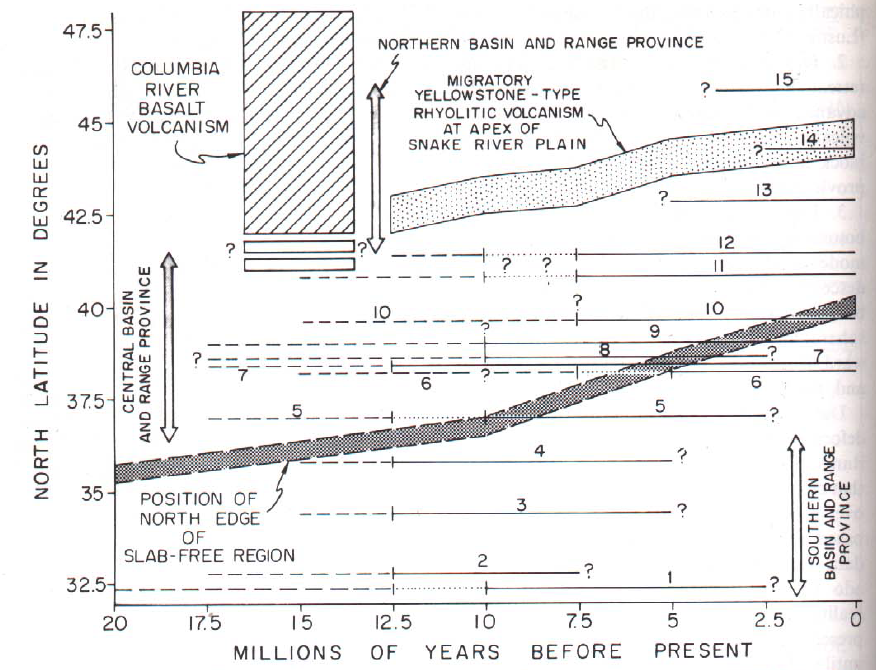 47.5
45
42.5
40
37.5
35
32.5
NORTH LATITUDE IN DEGREES
20
17.5
15
12.5
10
7.5
5
2.5
0
MILLIONS OF YEARS BEFORE PRESENT
COLUMBIA
RIVER
BASALT
VOLCANISM
NORTHERN BASIN AND RANGE PROVINCE
MIGRATORY
YELLOWSTONE-TYPE
RHYOLITIC VOLCANISM
AT APEX OF
SNAKE RIVER PLAIN
? 15
? 14
? 13
? ?
12
? ?
11
CENTRAL BASIN
AND RANGE PROVINCE
10 ? 10
? 9
? 8 ?
7 7
6 ? 6
5 5 ?
4 ?
3 ?
2 ?
1 ?
POSITION OF
NORTH EDGE
OF
SLAB-FREE REGION
SOUTHERN
BASIN AND RANGE
PROVINCE